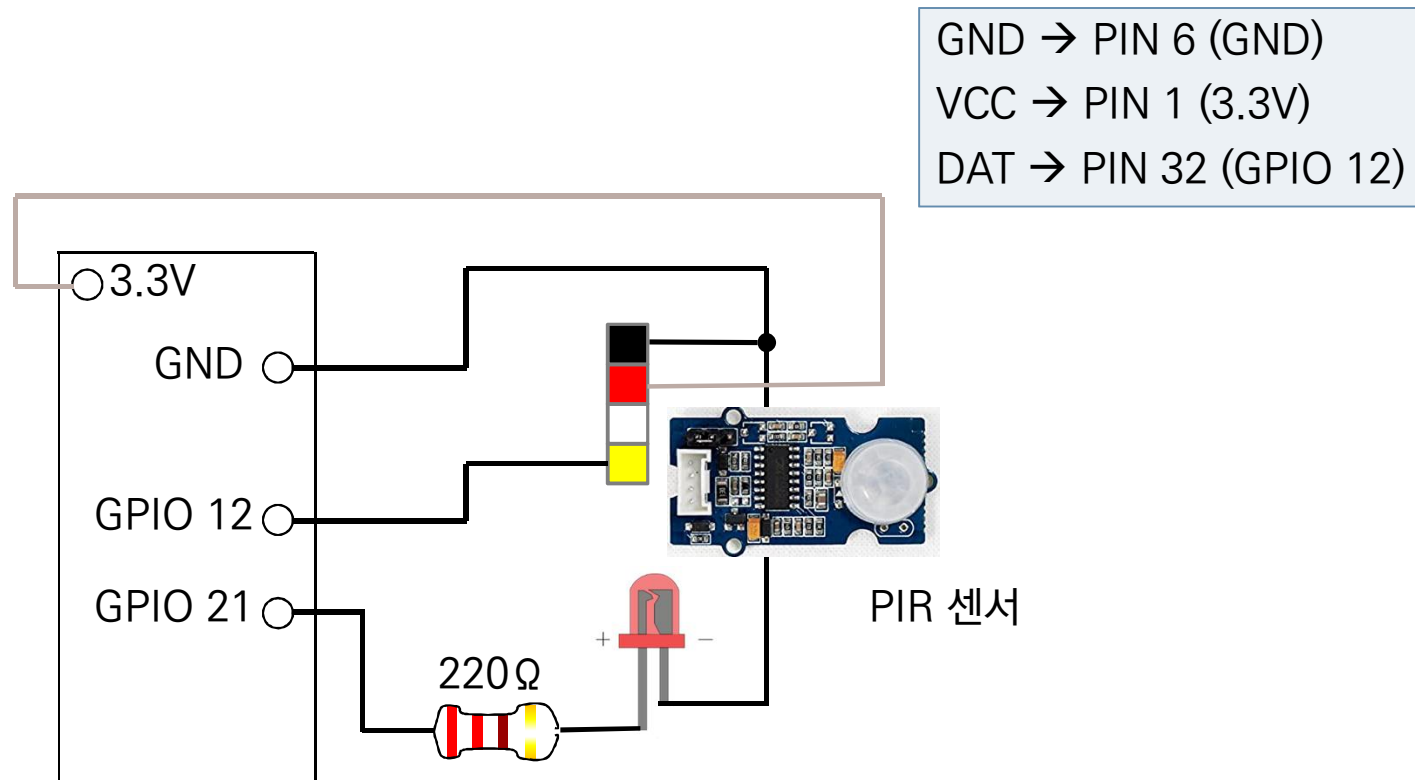 GND → PIN 6 (GND)
VCC → PIN 1 (3.3V)
DAT → PIN 32 (GPIO 12)
3.3V
GND
GPIO 12
GPIO 21
PIR 센서
+ −
220Ω